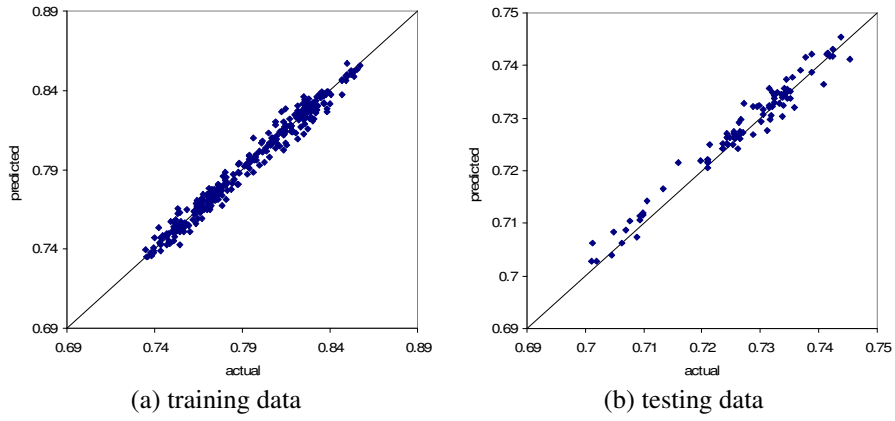 0.89
0.84
0.79
0.74
0.69
predicted
0.69 0.74 0.79 0.84 0.89
actual
(a) training data
0.75
0.74
0.73
0.72
0.71
0.7
0.69
predicted
0.69 0.7 0.71 0.72 0.73 0.74 0.75
actual
(b) testing data